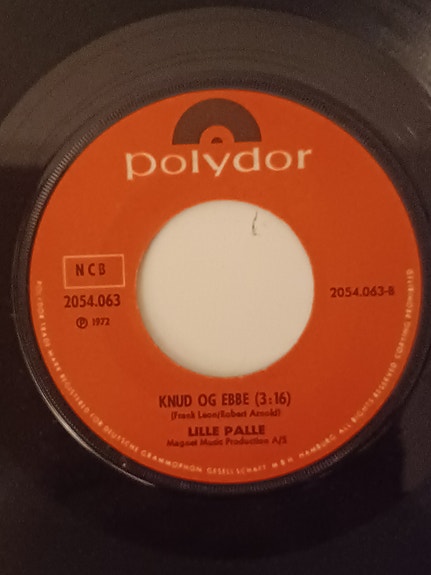 polydor
NCB
2054.063
℗ 1972
2054.063-B
KNUD OG EBBE (3:16)
(Frank Leon/Robert Arnold)
LILLE PALLE
Magnet Music Production A/S
POLYDOR TRADE MARK REGISTERED FOR DEUTSCHE GRAMMOPHON GESELLSCHAFT M·B·H HAMBURG ALL RIGHTS RESERVED COPYING PROHIBITED